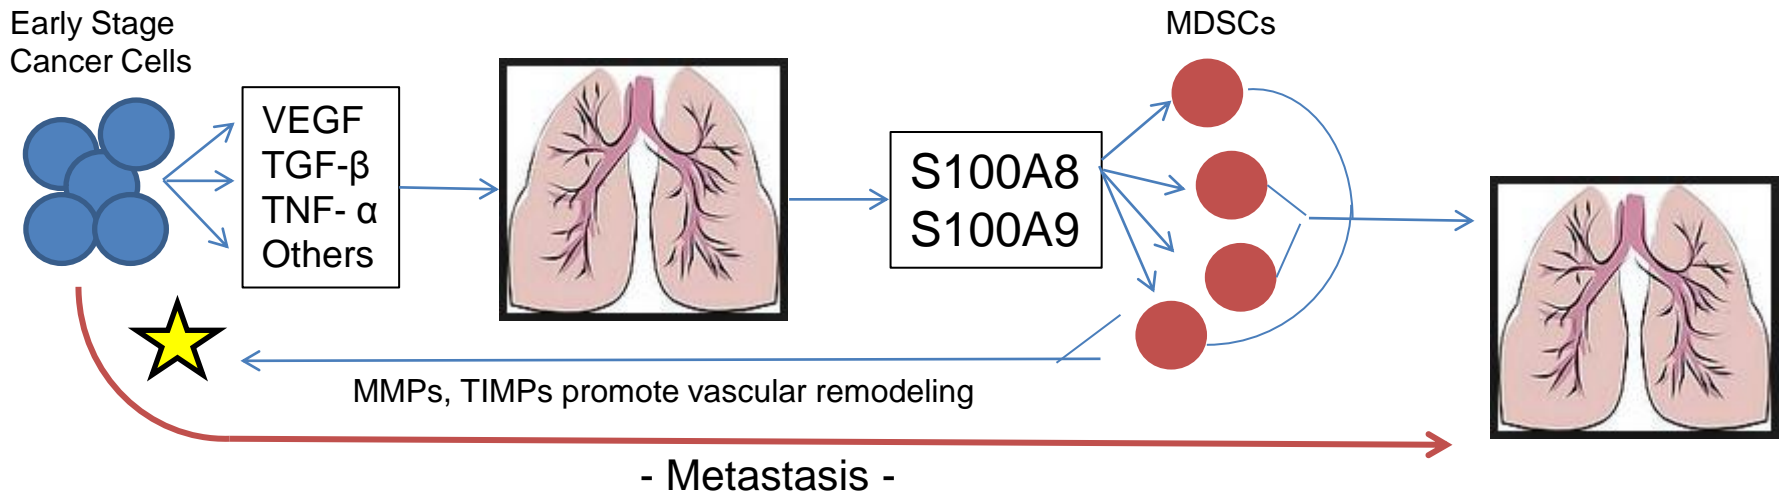 Early Stage
Cancer Cells
VEGF
TGF-β
TNF- α
Others
S100A8
S100A9
MDSCs
MMPs, TIMPs promote vascular remodeling
- Metastasis -